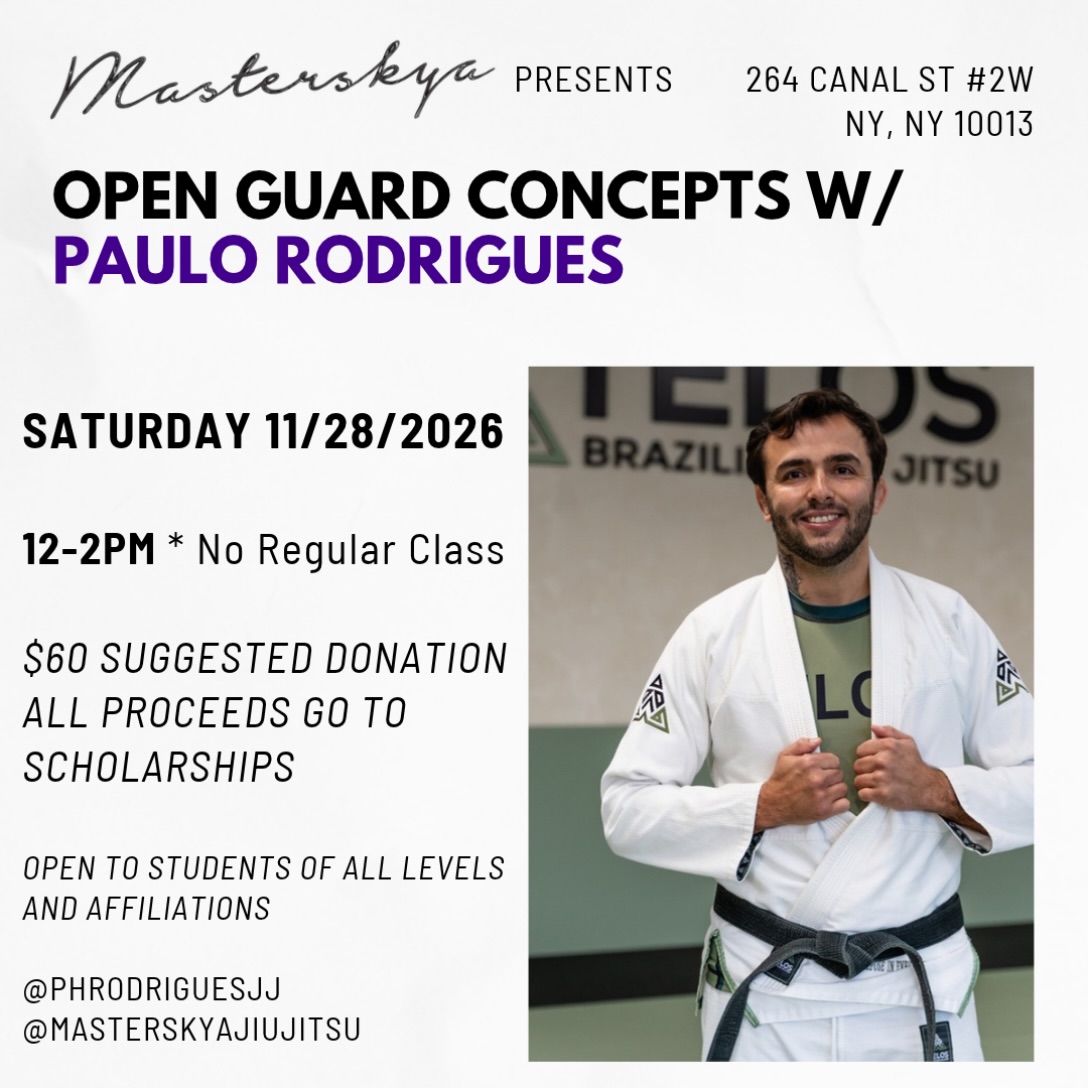 Masterskya PRESENTS
264 CANAL ST #2W
NY, NY 10013
OPEN GUARD CONCEPTS W/
PAULO RODRIGUES
SATURDAY 11/28/2026
12-2PM * No Regular Class
$60 SUGGESTED DONATION
ALL PROCEEDS GO TO
SCHOLARSHIPS
OPEN TO STUDENTS OF ALL LEVELS
AND AFFILIATIONS
@PHRODRIGUESJJ
@MASTERSKYAJIUJITSU
TELOS
JITSU